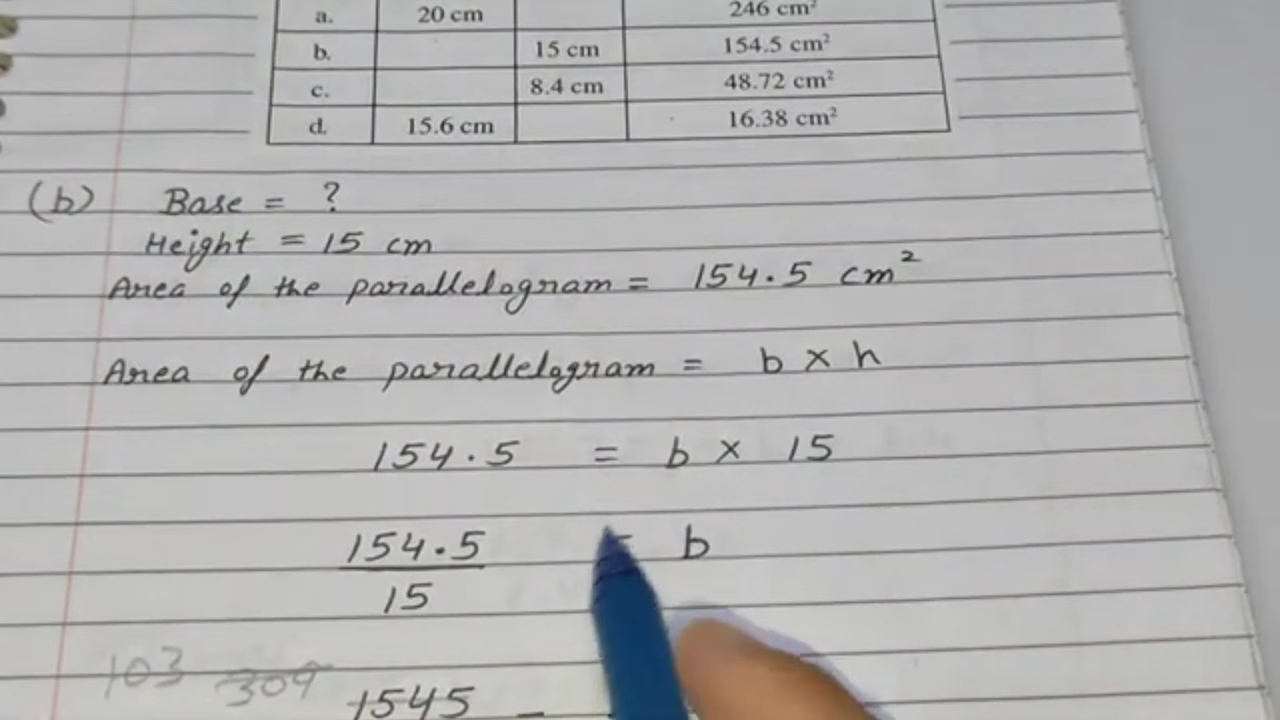 a. 20 cm 246 cm²
b. 15 cm 154.5 cm²
c. 8.4 cm 48.72 cm²
d. 15.6 cm 16.38 cm²
(b) Base = ?
Height = 15 cm
Area of the parallelogram = 154.5 cm²
Area of the parallelogram = b × h
154.5 = b × 15
154.5 = b
15
103 309 1545 =